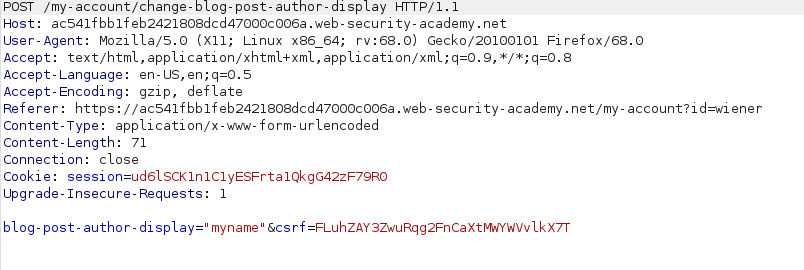 POST /my-account/change-blog-post-author-display HTTP/1.1
Host: ac541fbb1feb2421808dcd47000c006a.web-security-academy.net
User-Agent: Mozilla/5.0 (X11; Linux x86_64; rv:68.0) Gecko/20100101 Firefox/68.0
Accept: text/html,application/xhtml+xml,application/xml;q=0.9,*/*;q=0.8
Accept-Language: en-US,en;q=0.5
Accept-Encoding: gzip, deflate
Referer: https://ac541fbb1feb2421808dcd47000c006a.web-security-academy.net/my-account?id=wiener
Content-Type: application/x-www-form-urlencoded
Content-Length: 71
Connection: close
Cookie: session=ud6lSCK1n1C1yESFrta1QkgG42zF79R0
Upgrade-Insecure-Requests: 1
blog-post-author-display="myname"&csrf=FLuhZAY3ZwuRqg2FnCaXtMWYWVvlkX7T